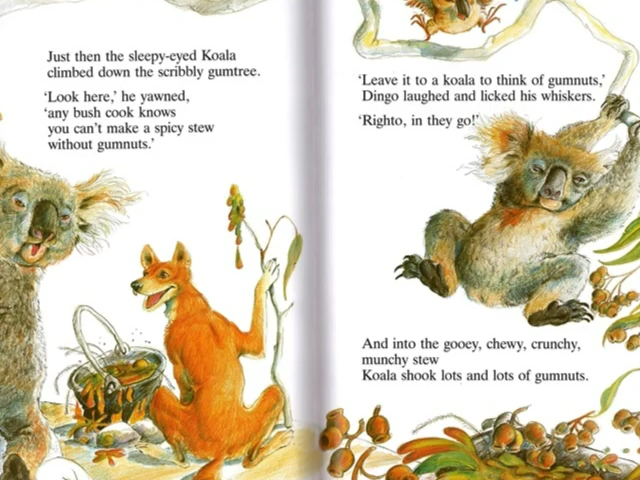 Just then the sleepy-eyed Koala
climbed down the scribbly gumtree.
'Look here,' he yawned,
'any bush cook knows
you can't make a spicy stew
without gumnuts.'
'Leave it to a koala to think of gumnuts,'
Dingo laughed and licked his whiskers.
'Righto, in they go!'
And into the gooey, chewy, crunchy,
munchy stew
Koala shook lots and lots of gumnuts.